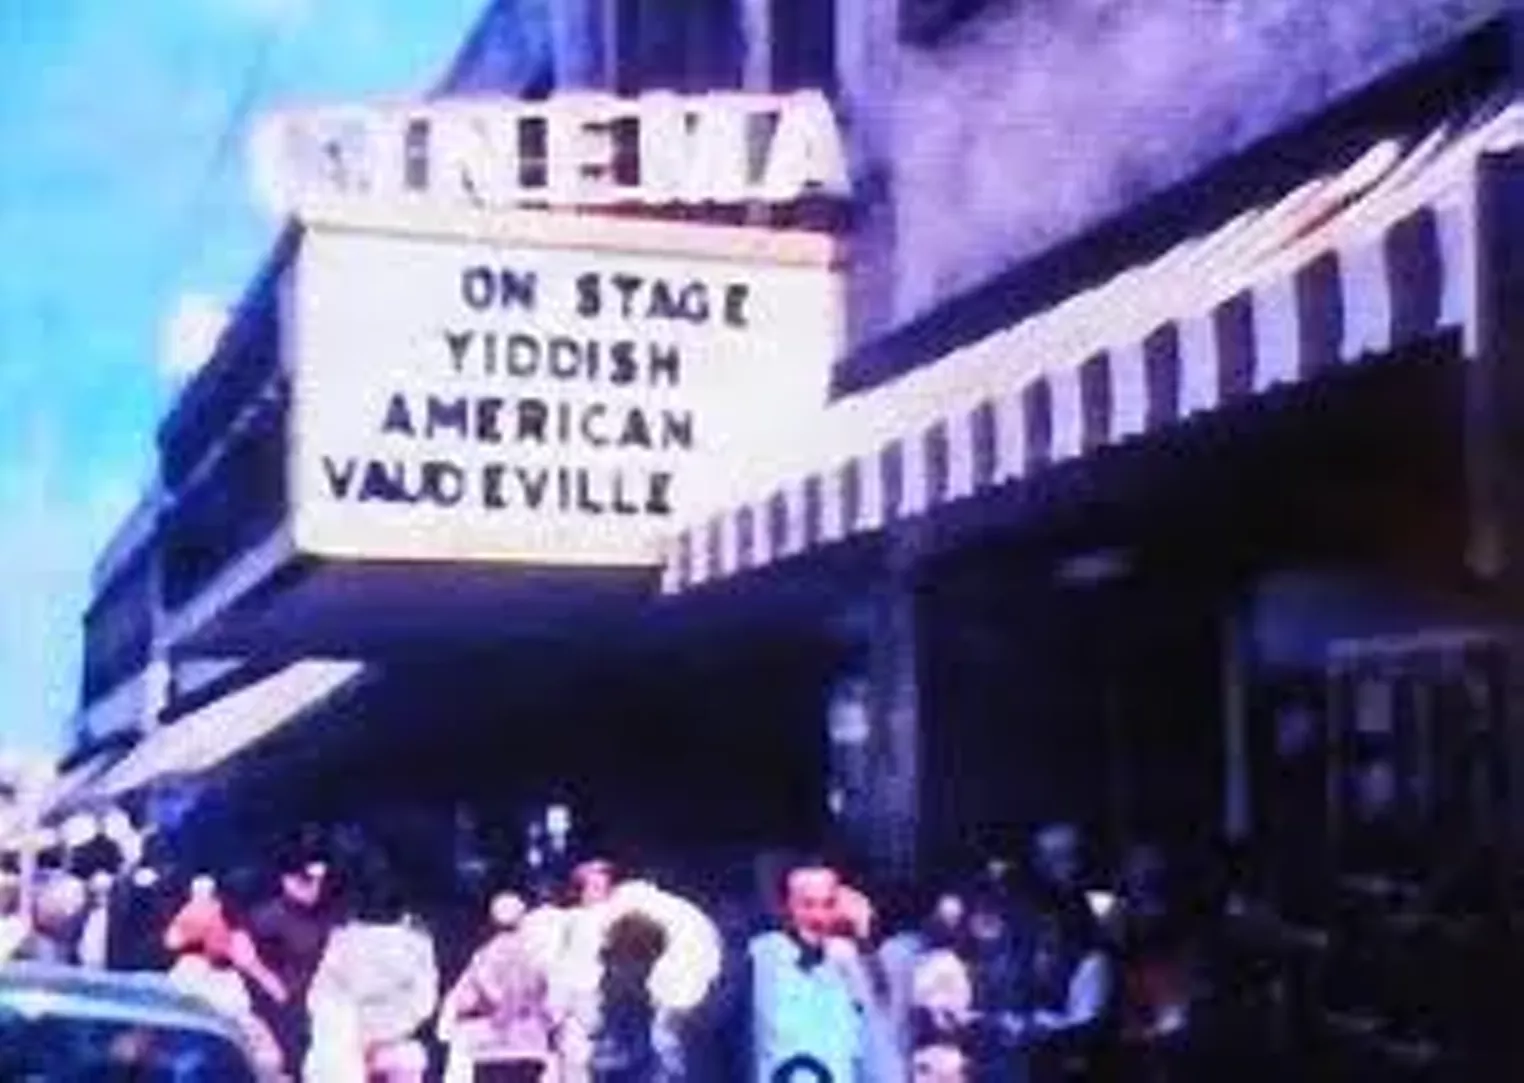 CINEMA
ON STAGE
YIDDISH
AMERICAN
VAUDEVILLE